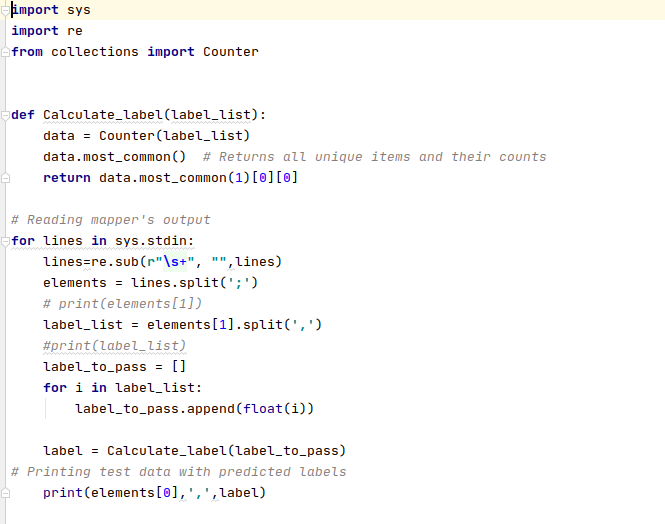 import sys
import re
from collections import Counter
def Calculate_label(label_list):
    data = Counter(label_list)
    data.most_common()  # Returns all unique items and their counts
    return data.most_common(1)[0][0]
# Reading mapper's output
for lines in sys.stdin:
    lines=re.sub(r"\s+", "",lines)
    elements = lines.split(';')
    # print(elements[1])
    label_list = elements[1].split(',')
    #print(label_list)
    label_to_pass = []
    for i in label_list:
        label_to_pass.append(float(i))
    label = Calculate_label(label_to_pass)
# Printing test data with predicted labels
    print(elements[0],',',label)